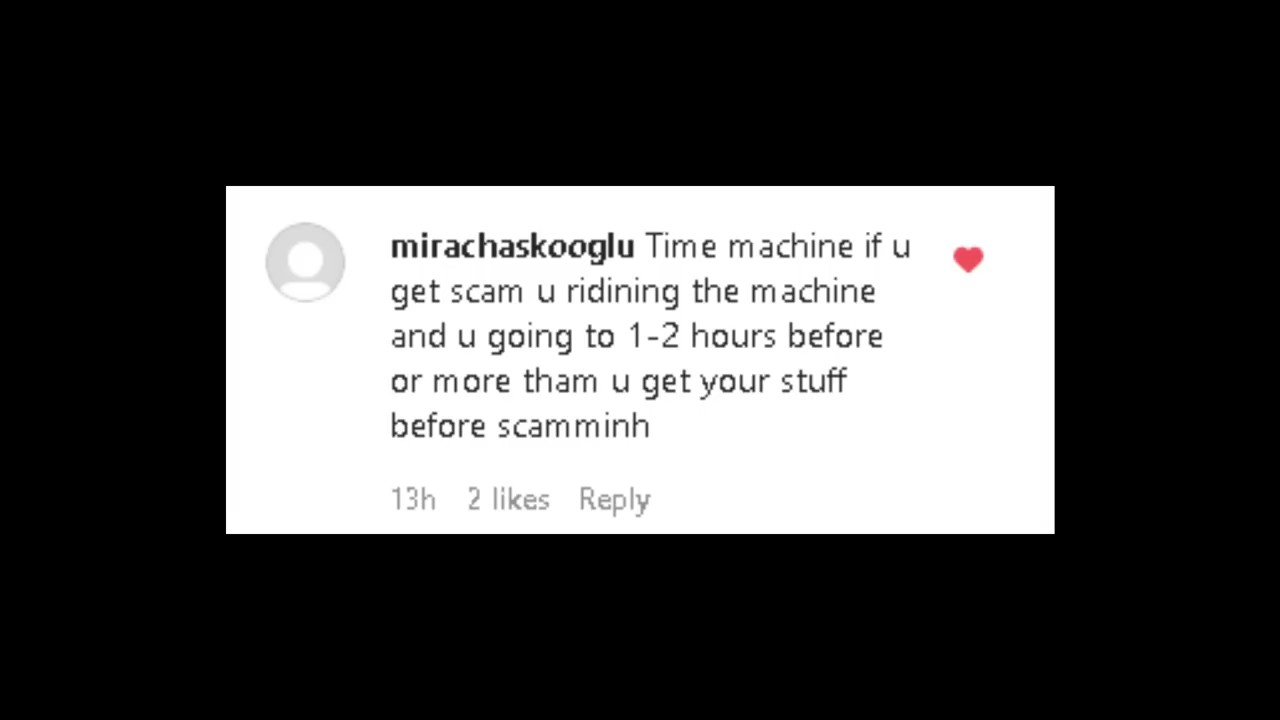 mirachaskooglu Time machine if u
get scam u ridining the machine
and u going to 1-2 hours before
or more tham u get your stuff
before scamminh
13h 2 likes Reply